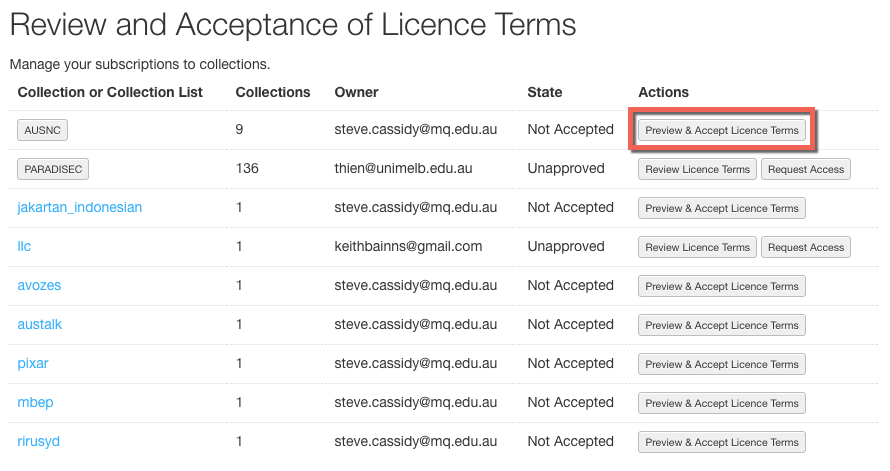 Review and Acceptance of Licence Terms
Manage your subscriptions to collections.
Collection or Collection List Collections Owner State Actions
AUSNC 9 steve.cassidy@mq.edu.au Not Accepted Preview & Accept Licence Terms
PARADISEC 136 thien@unimelb.edu.au Unapproved Review Licence Terms Request Access
jakartan_indonesian 1 steve.cassidy@mq.edu.au Not Accepted Preview & Accept Licence Terms
llc 1 keithbainns@gmail.com Unapproved Review Licence Terms Request Access
avozes 1 steve.cassidy@mq.edu.au Not Accepted Preview & Accept Licence Terms
austalk 1 steve.cassidy@mq.edu.au Not Accepted Preview & Accept Licence Terms
pixar 1 steve.cassidy@mq.edu.au Not Accepted Preview & Accept Licence Terms
mbep 1 steve.cassidy@mq.edu.au Not Accepted Preview & Accept Licence Terms
rirusyd 1 steve.cassidy@mq.edu.au Not Accepted Preview & Accept Licence Terms